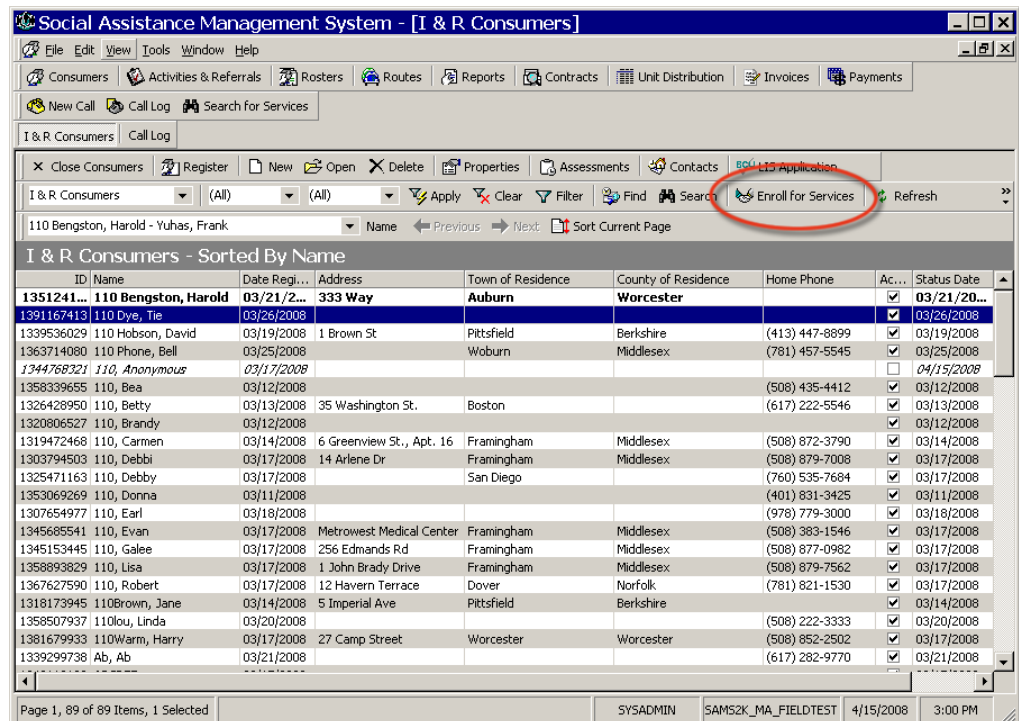 Social Assistance Management System - [I & R Consumers]
File Edit View Tools Window Help
Consumers Activities & Referrals Rosters Routes Reports Contracts Unit Distribution Invoices Payments
New Call Call Log Search for Services
I & R Consumers Call Log
Close Consumers Register New Open Delete Properties Assessments Contacts LIS Application
I & R Consumers (All) (All) Apply Clear Filter Find Search Enroll for Services Refresh
110 Bengston, Harold - Yuhas, Frank Name Previous Next Sort Current Page
I & R Consumers - Sorted By Name
ID Name Date Regi... Address Town of Residence County of Residence Home Phone Ac... Status Date
1351241... 110 Bengston, Harold 03/21/2... 333 Way Auburn Worcester 03/21/20...
1391167413 110 Dye, Tie 03/26/2008 03/26/2008
1339536029 110 Hobson, David 03/19/2008 1 Brown St Pittsfield Berkshire (413) 447-8899 03/19/2008
1363714080 110 Phone, Bell 03/25/2008 Woburn Middlesex (781) 457-5545 03/25/2008
1344768321 110, Anonymous 03/17/2008 04/15/2008
1358339655 110, Bea 03/12/2008 (508) 435-4412 03/12/2008
1326428950 110, Betty 03/13/2008 35 Washington St. Boston (617) 222-5546 03/13/2008
1320806527 110, Brandy 03/12/2008 03/12/2008
1319472468 110, Carmen 03/14/2008 6 Greenview St., Apt. 16 Framingham Middlesex (508) 872-3790 03/14/2008
1303794503 110, Debbi 03/17/2008 14 Arlene Dr Framingham Middlesex (508) 879-7008 03/17/2008
1325471163 110, Debby 03/17/2008 San Diego (760) 535-7684 03/17/2008
1353069269 110, Donna 03/11/2008 (401) 831-3425 03/11/2008
1307654977 110, Earl 03/18/2008 (978) 779-3000 03/18/2008
1345685541 110, Evan 03/17/2008 Metrowest Medical Center Framingham Middlesex (508) 383-1546 03/17/2008
1345153445 110, Galee 03/17/2008 256 Edmands Rd Framingham Middlesex (508) 877-0982 03/17/2008
1358893829 110, Lisa 03/17/2008 1 John Brady Drive Framingham Middlesex (508) 879-7562 03/17/2008
1367627590 110, Robert 03/17/2008 12 Havern Terrace Dover Norfolk (781) 821-1530 03/17/2008
1318173945 110Brown, Jane 03/14/2008 5 Imperial Ave Pittsfield Berkshire 03/14/2008
1358507937 110lou, Linda 03/20/2008 (508) 222-3333 03/20/2008
1381679933 110Warm, Harry 03/17/2008 27 Camp Street Worcester Worcester (508) 852-2502 03/17/2008
1339299738 Ab, Ab 03/21/2008 (617) 282-9770 03/21/2008
Page 1, 89 of 89 Items, 1 Selected SYSADMIN SAMS2K_MA_FIELDTEST 4/15/2008 3:00 PM